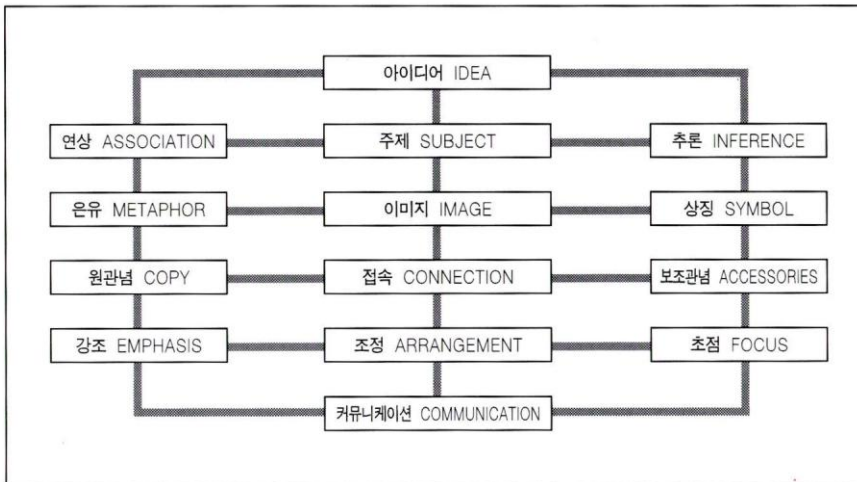 아이디어 IDEA
연상 ASSOCIATION
주제 SUBJECT
추론 INFERENCE
은유 METAPHOR
이미지 IMAGE
상징 SYMBOL
원관념 COPY
접속 CONNECTION
보조관념 ACCESSORIES
강조 EMPHASIS
조정 ARRANGEMENT
초점 FOCUS
커뮤니케이션 COMMUNICATION